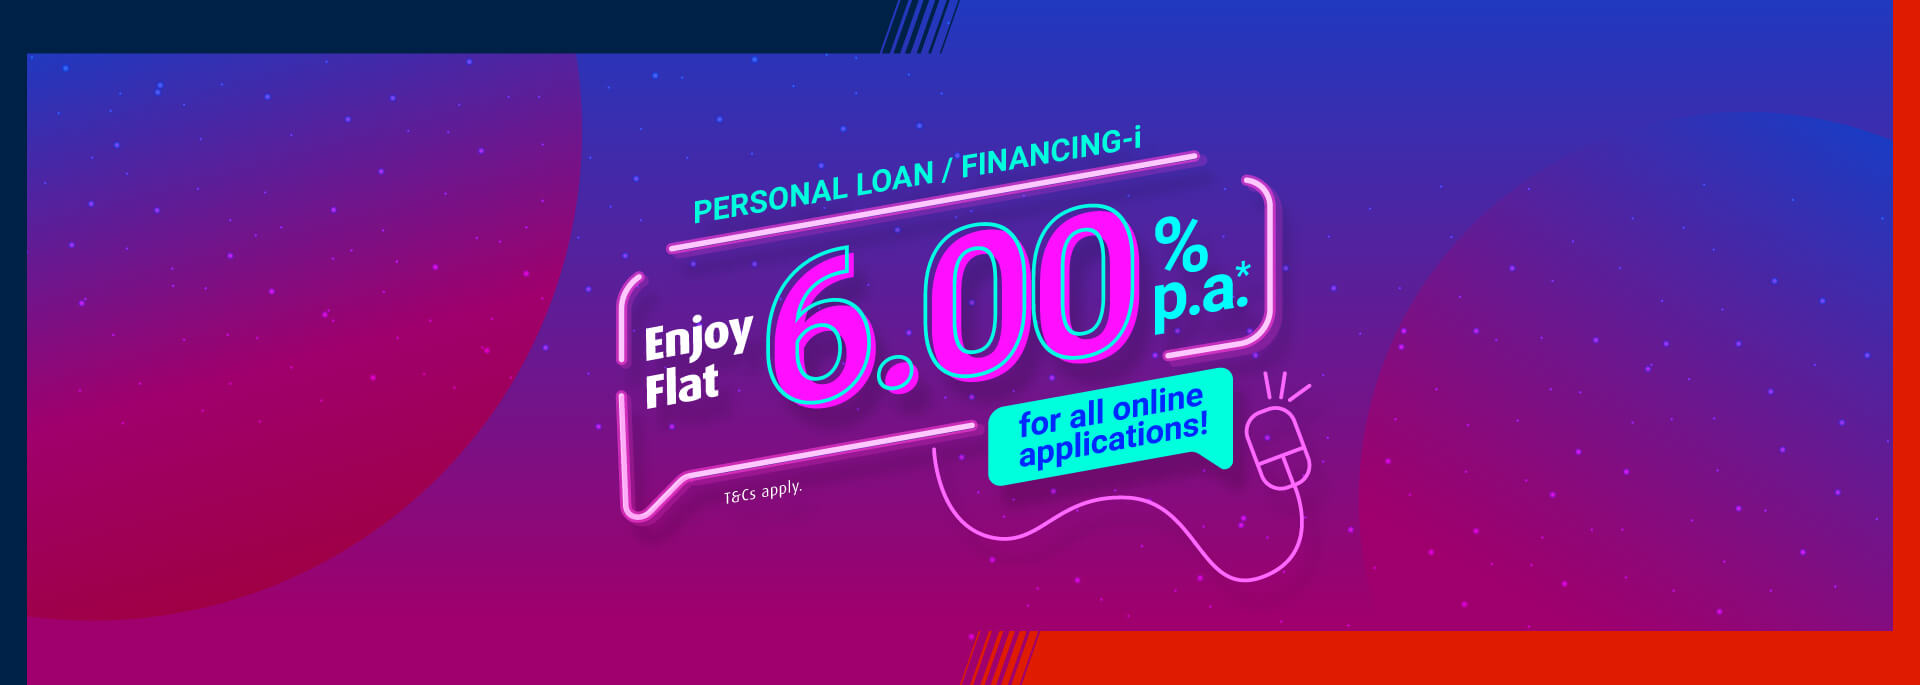 PERSONAL LOAN / FINANCING-i
Enjoy
Flat
6.00
%
p.a.*
for all online
applications!
T&Cs apply.